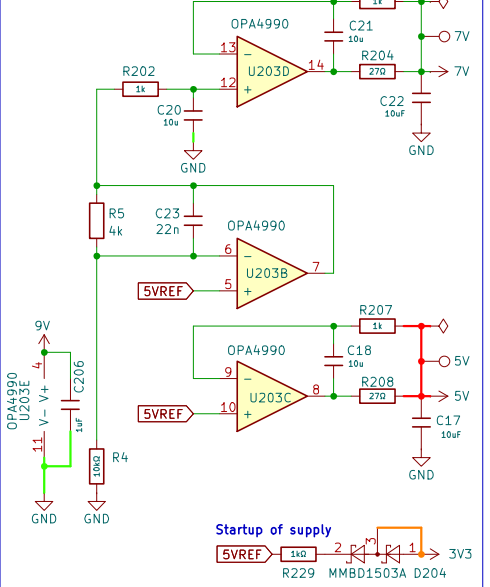 1k
OPA4990
C21
10u
7V
13
14
R204
27Ω
7V
U203D
R202
1k
12
C20
10u
C22
10uF
GND
GND
R5
4k
C23
22n
OPA4990
6
7
U203B
5VREF
5
9V
R207
1k
OPA4990
C18
10u
5V
9
8
R208
27Ω
5V
U203C
5VREF
10
C17
10uF
4
OPA4990
U203E
V- V+
C206
1uF
11
R4
10kΩ
GND
GND
GND
Startup of supply
5VREF
1kΩ
2
3
1
3V3
R229
MMBD1503A
D204